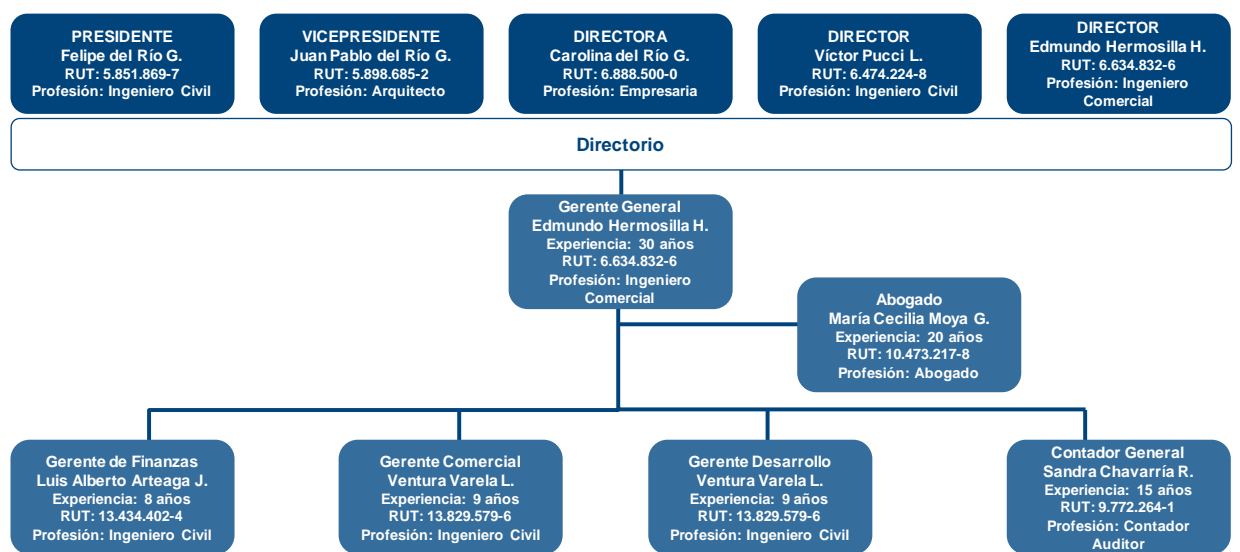 PRESIDENTE
Felipe del Río G.
RUT: 5.851.869-7
Profesión: Ingeniero Civil
VICEPRESIDENTE
Juan Pablo del Río G.
RUT: 5.898.685-2
Profesión: Arquitecto
DIRECTORA
Carolina del Río G.
RUT: 6.888.500-0
Profesión: Empresaria
DIRECTOR
Víctor Pucci L.
RUT: 6.474.224-8
Profesión: Ingeniero Civil
DIRECTOR
Edmundo Hermosilla H.
RUT: 6.634.832-6
Profesión: Ingeniero
Comercial
Directorio
Gerente General
Edmundo Hermosilla H.
Experiencia: 30 años
RUT: 6.634.832-6
Profesión: Ingeniero
Comercial
Abogado
María Cecilia Moya G.
Experiencia: 20 años
RUT: 10.473.217-8
Profesión: Abogado
Gerente de Finanzas
Luis Alberto Arteaga J.
Experiencia: 8 años
RUT: 13.434.402-4
Profesión: Ingeniero Civil
Gerente Comercial
Ventura Varela L.
Experiencia: 9 años
RUT: 13.829.579-6
Profesión: Ingeniero Civil
Gerente Desarrollo
Ventura Varela L.
Experiencia: 9 años
RUT: 13.829.579-6
Profesión: Ingeniero Civil
Contador General
Sandra Chavarría R.
Experiencia: 15 años
RUT: 9.772.264-1
Profesión: Contador
Auditor